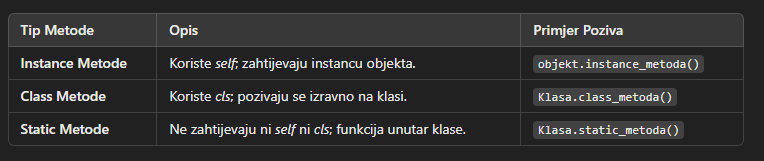 Tip Metode Opis Primjer Poziva
Instance Metode Koriste self; zahtijevaju instancu objekta. objekt.instance_metoda()
Class Metode Koriste cls; pozivaju se izravno na klasi. Klasa.class_metoda()
Static Metode Ne zahtijevaju ni self ni cls; funkcija unutar klase. Klasa.static_metoda()